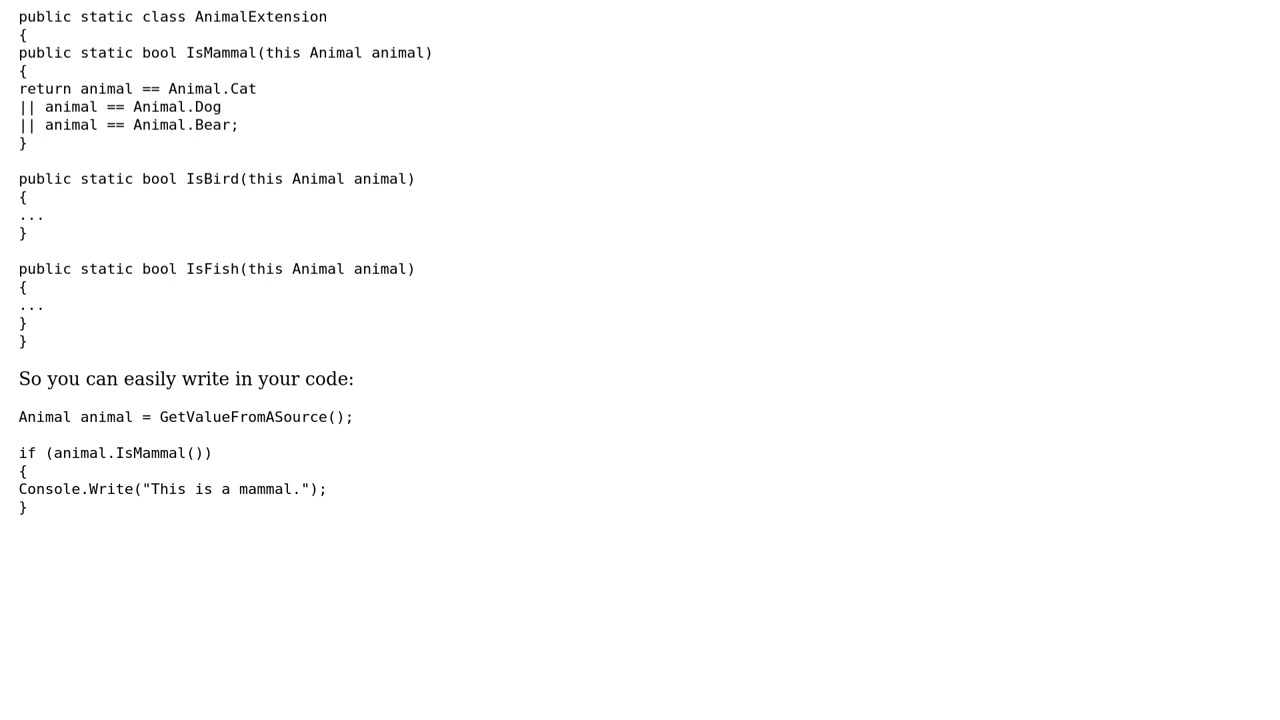 public static class AnimalExtension
{
public static bool IsMammal(this Animal animal)
{
return animal == Animal.Cat
|| animal == Animal.Dog
|| animal == Animal.Bear;
}

public static bool IsBird(this Animal animal)
{
...
}

public static bool IsFish(this Animal animal)
{
...
}
}

So you can easily write in your code:

Animal animal = GetValueFromASource();

if (animal.IsMammal())
{
Console.Write("This is a mammal.");
}